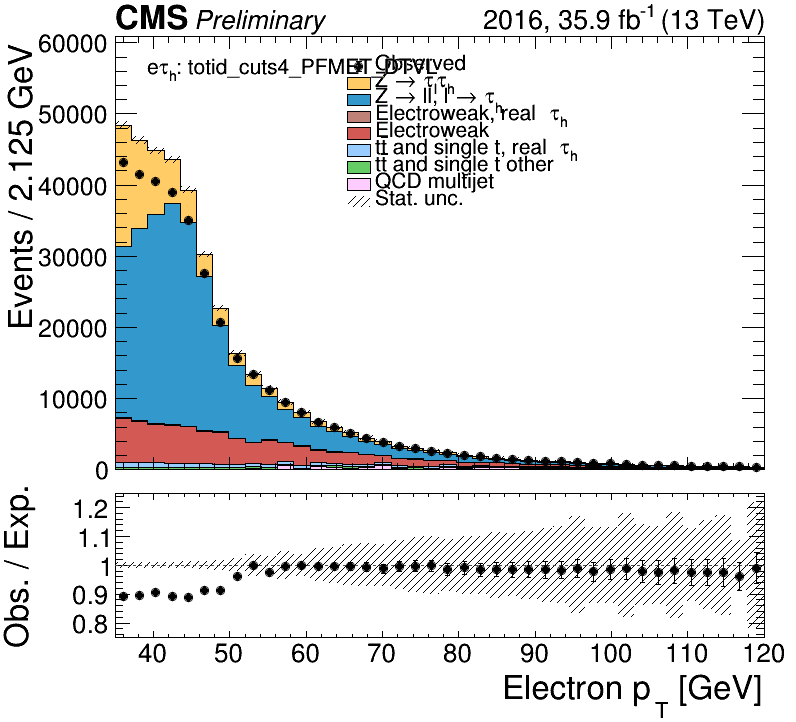 CMS Preliminary 2016, 35.9 fb⁻¹ (13 TeV)
eτh: totid_cuts4_PFMET_DTVL
Observed
Z → τlτh
Z → ll, l → τh
Electroweak, real τh
Electroweak
tt and single t, real τh
tt and single t other
QCD multijet
Stat. unc.
Events / 2.125 GeV
60000
50000
40000
30000
20000
10000
0
Obs. / Exp.
1.2
1.1
1
0.9
0.8
40 50 60 70 80 90 100 110 120
Electron pT [GeV]